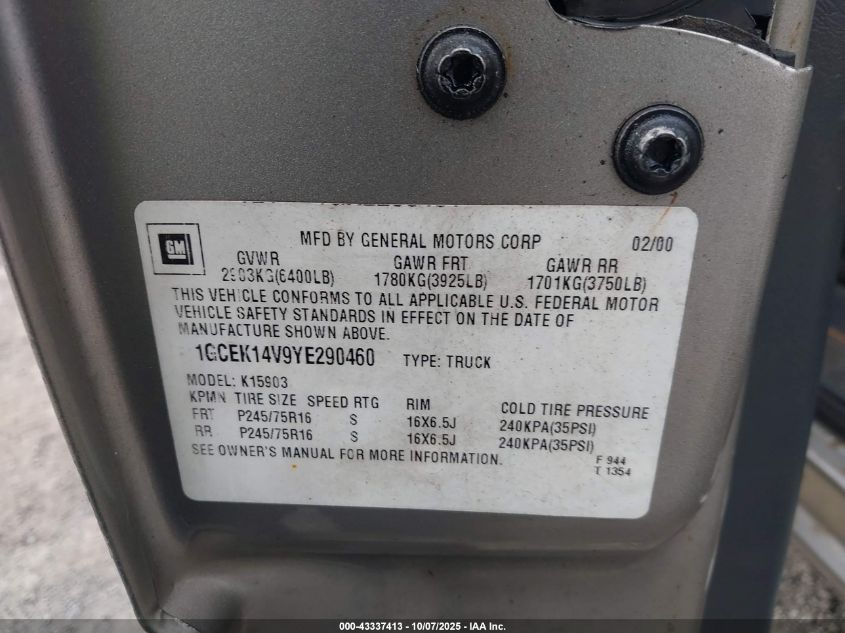 GM
MFD BY GENERAL MOTORS CORP 02/00
GVWR GAWR FRT GAWR RR
2903KG(6400LB) 1780KG(3925LB) 1701KG(3750LB)
THIS VEHICLE CONFORMS TO ALL APPLICABLE U.S. FEDERAL MOTOR
VEHICLE SAFETY STANDARDS IN EFFECT ON THE DATE OF
MANUFACTURE SHOWN ABOVE.
1GCEK14V9YE290460 TYPE: TRUCK
MODEL: K15903
KPMN TIRE SIZE SPEED RTG RIM COLD TIRE PRESSURE
FRT P245/75R16 S 16X6.5J 240KPA(35PSI)
RR P245/75R16 S 16X6.5J 240KPA(35PSI)
SEE OWNER'S MANUAL FOR MORE INFORMATION.
F 944
T 1354
000-43337413 - 10/07/2025 - IAA Inc.